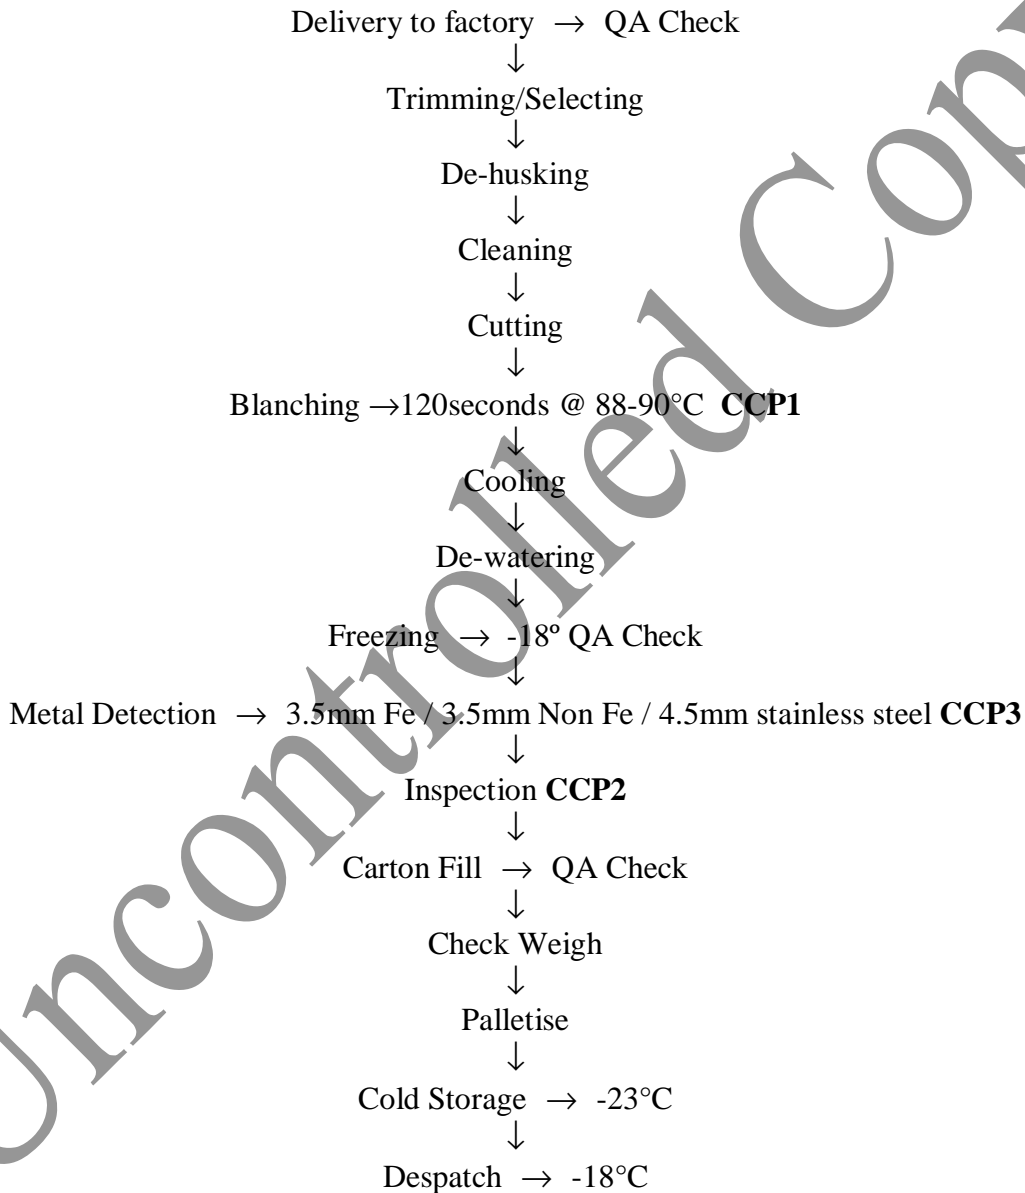 Delivery to factory → QA Check
↓
Trimming/Selecting
↓
De-husking
↓
Cleaning
↓
Cutting
↓
Blanching →120seconds @ 88-90°C CCP1
↓
Cooling
↓
De-watering
↓
Freezing → -18º QA Check
↓
Metal Detection → 3.5mm Fe / 3.5mm Non Fe / 4.5mm stainless steel CCP3
↓
Inspection CCP2
↓
Carton Fill → QA Check
↓
Check Weigh
↓
Palletise
↓
Cold Storage → -23°C
↓
Despatch → -18°C
Uncontrolled Cop